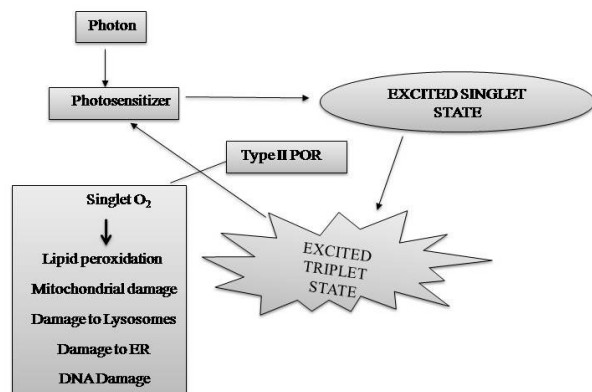 Photon
Photosensitizer
EXCITED SINGLET
STATE
Type II POR
Singlet O₂
Lipid peroxidation
Mitochondrial damage
Damage to Lysosomes
Damage to ER
DNA Damage
EXCITED
TRIPLET
STATE